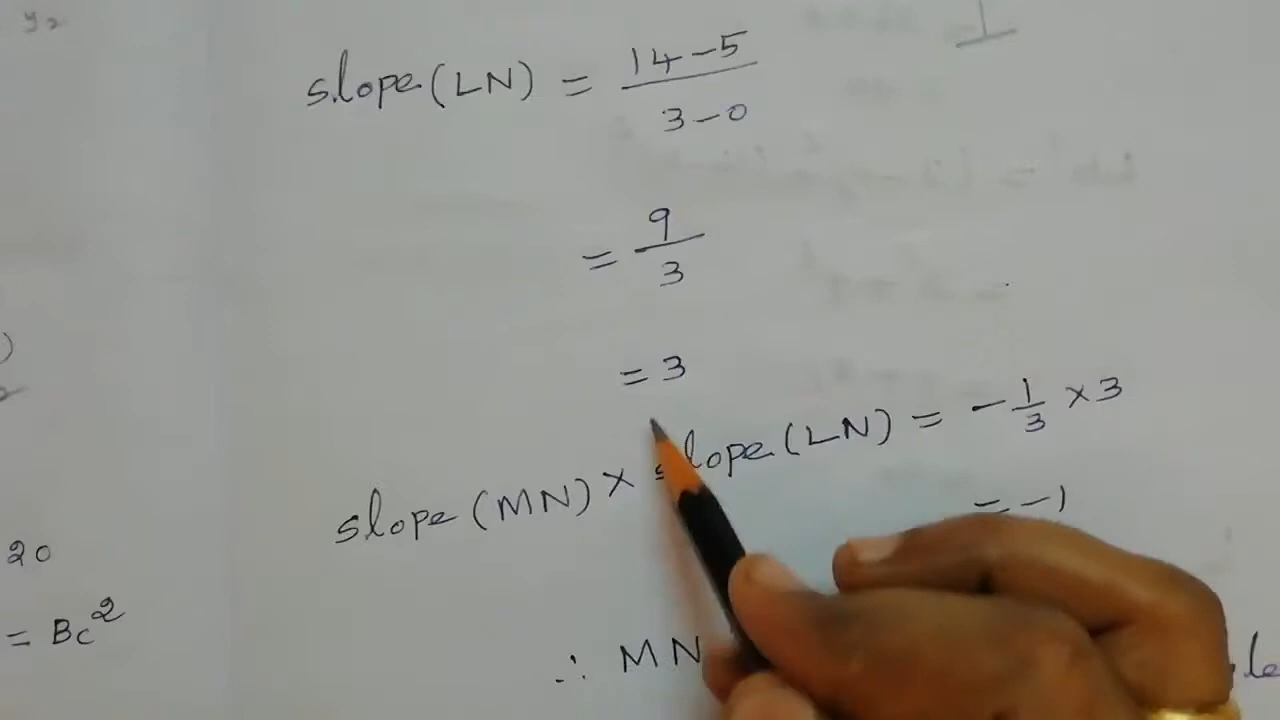 y₂
slope(LN) = 14-5 / 3-0
= 9/3
= 3
slope(MN) × slope(LN) = -1/3 × 3
= -1
20
= BC²
∴ MN